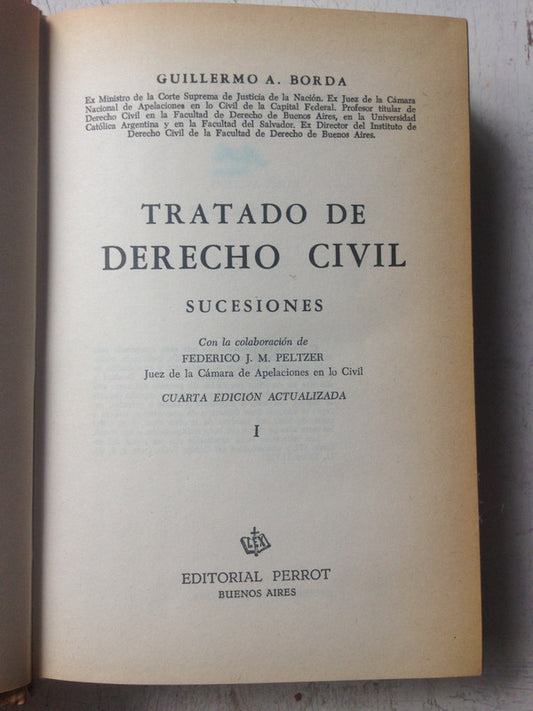 GUILLERMO A. BORDA
Ex Ministro de la Corte Suprema de Justicia de la Nación. Ex Juez de la Cámara
Nacional de Apelaciones en lo Civil de la Capital Federal. Profesor titular de
Derecho Civil en la Facultad de Derecho de Buenos Aires, en la Universidad
Católica Argentina y en la Facultad del Salvador. Ex Director del Instituto de
Derecho Civil de la Facultad de Derecho de Buenos Aires.
TRATADO DE
DERECHO CIVIL
SUCESIONES
Con la colaboración de
FEDERICO J. M. PELTZER
Juez de la Cámara de Apelaciones en lo Civil
CUARTA EDICIÓN ACTUALIZADA
I
LEX
EDITORIAL PERROT
BUENOS AIRES